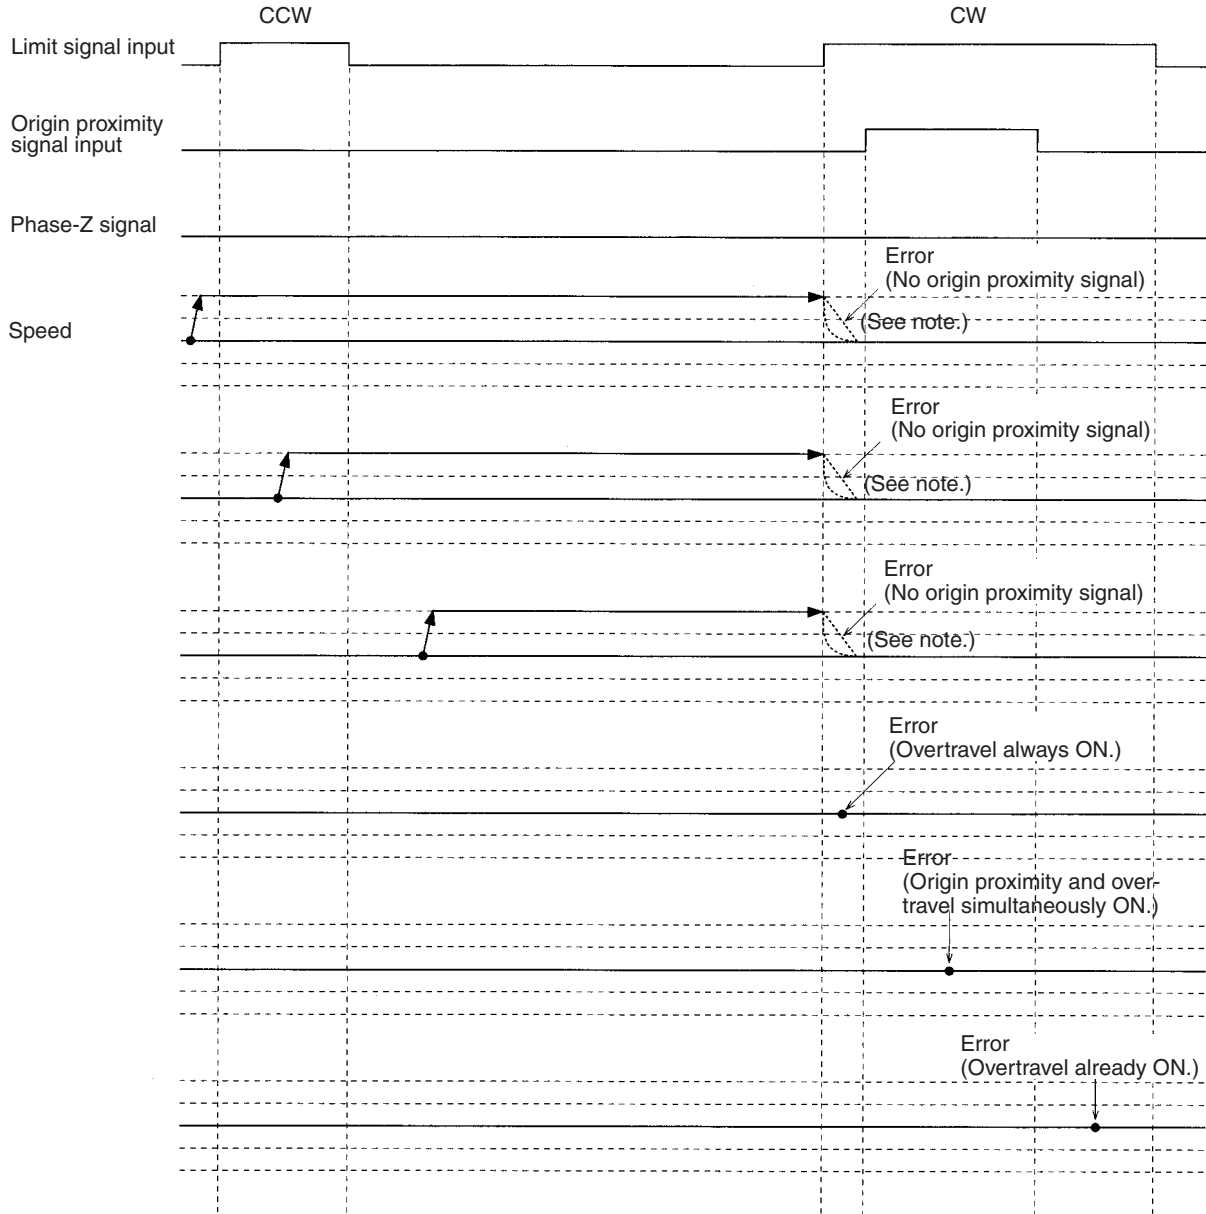 CCW
CW
Limit signal input
Origin proximity
signal input
Phase-Z signal
Error
(No origin proximity signal)
(See note.)
Speed
Error
(No origin proximity signal)
(See note.)
Error
(No origin proximity signal)
(See note.)
Error
(Overtravel always ON.)
Error
(Origin proximity and over-
travel simultaneously ON.)
Error
(Overtravel already ON.)